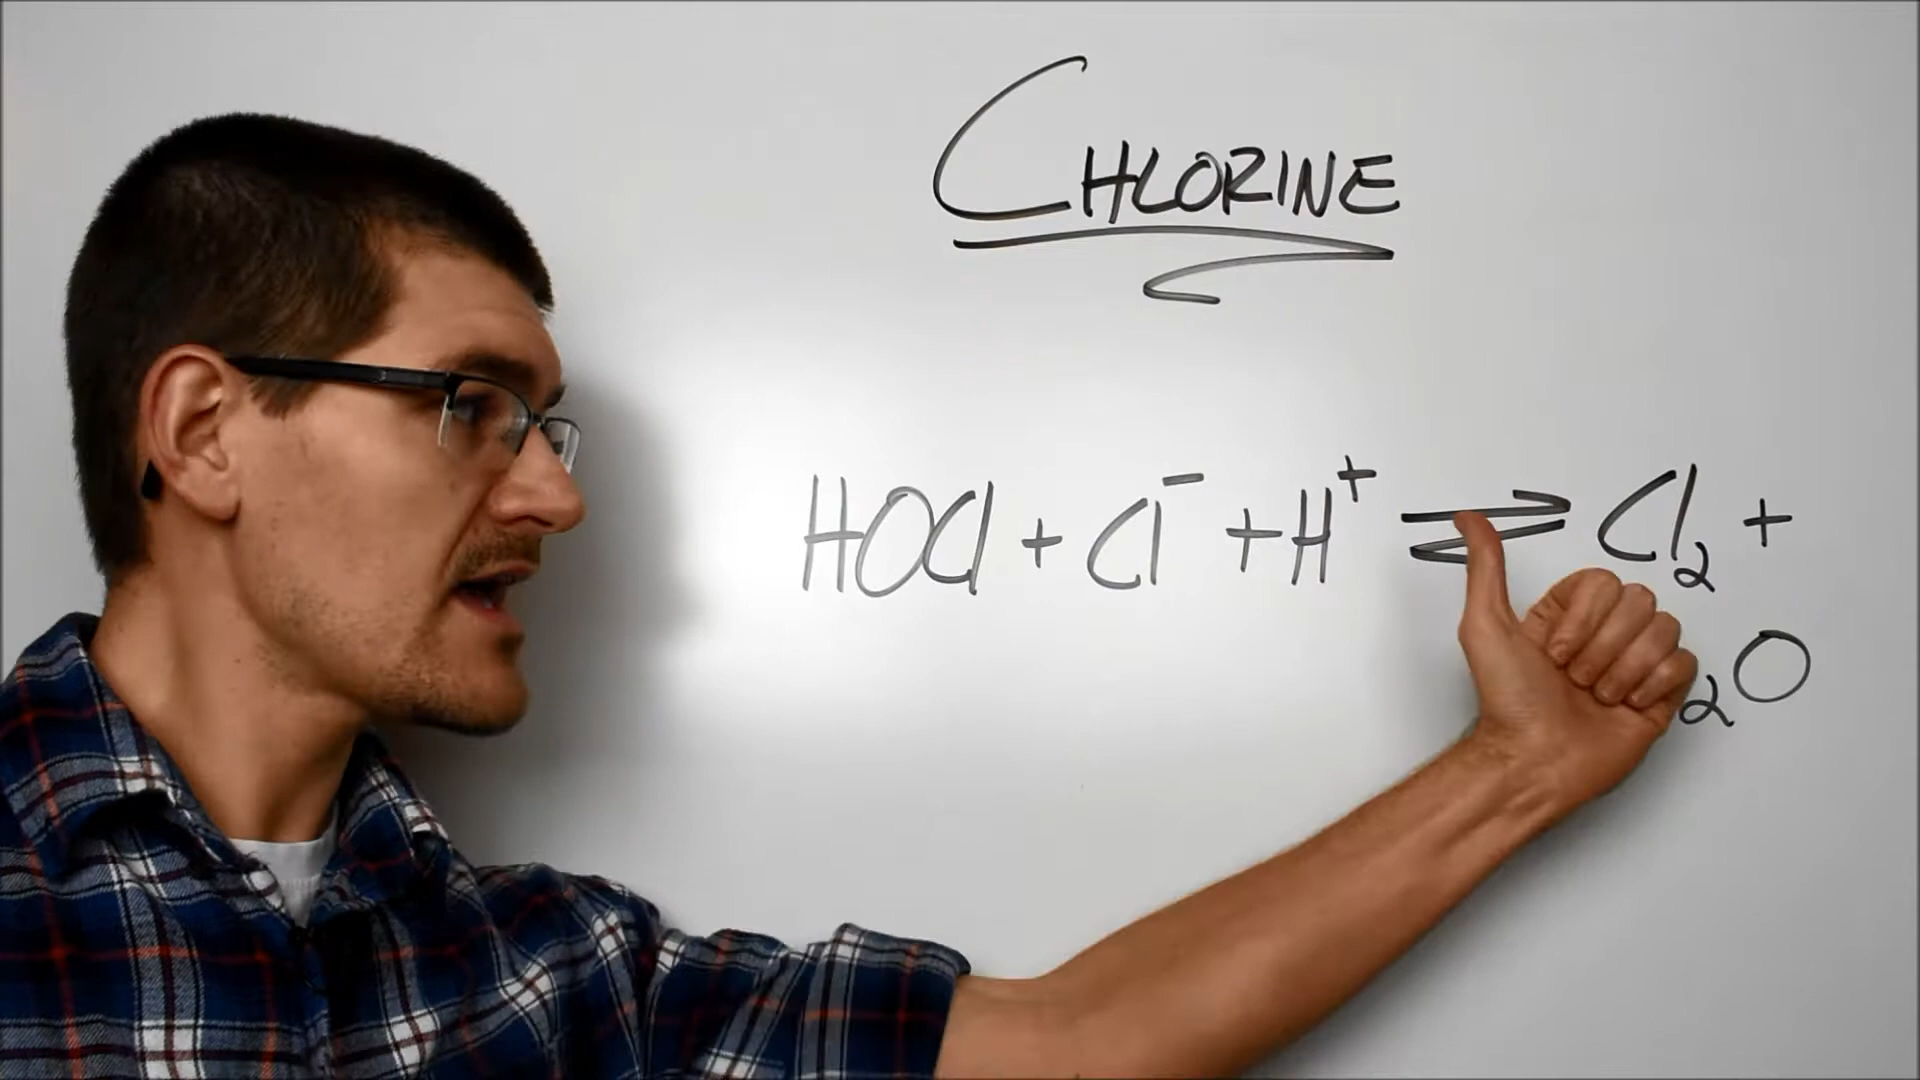 CHLORINE
HOCl + Cl⁻ + H⁺ ⇌ Cl₂ +
₂O